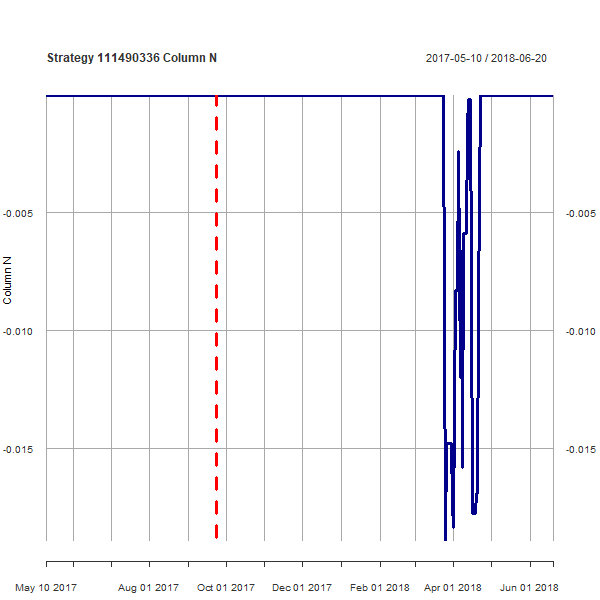 Strategy 111490336 Column N
2017-05-10 / 2018-06-20
-0.005
-0.005
Column N
-0.010
-0.010
-0.015
-0.015
May 10 2017
Aug 01 2017
Oct 01 2017
Dec 01 2017
Feb 01 2018
Apr 01 2018
Jun 01 2018